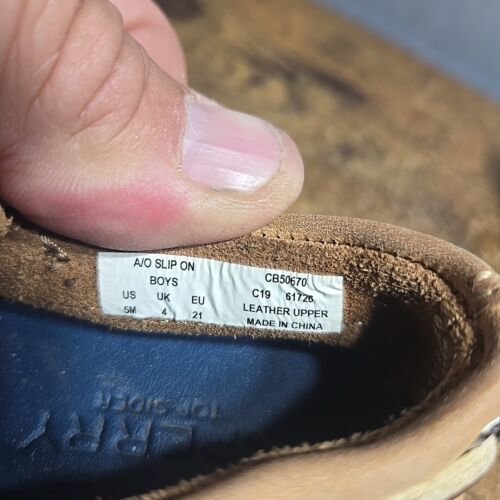 A/O SLIP ON CB50670
BOYS C19 61726
US UK EU LEATHER UPPER
5M 4 21 MADE IN CHINA
TOP SIDER